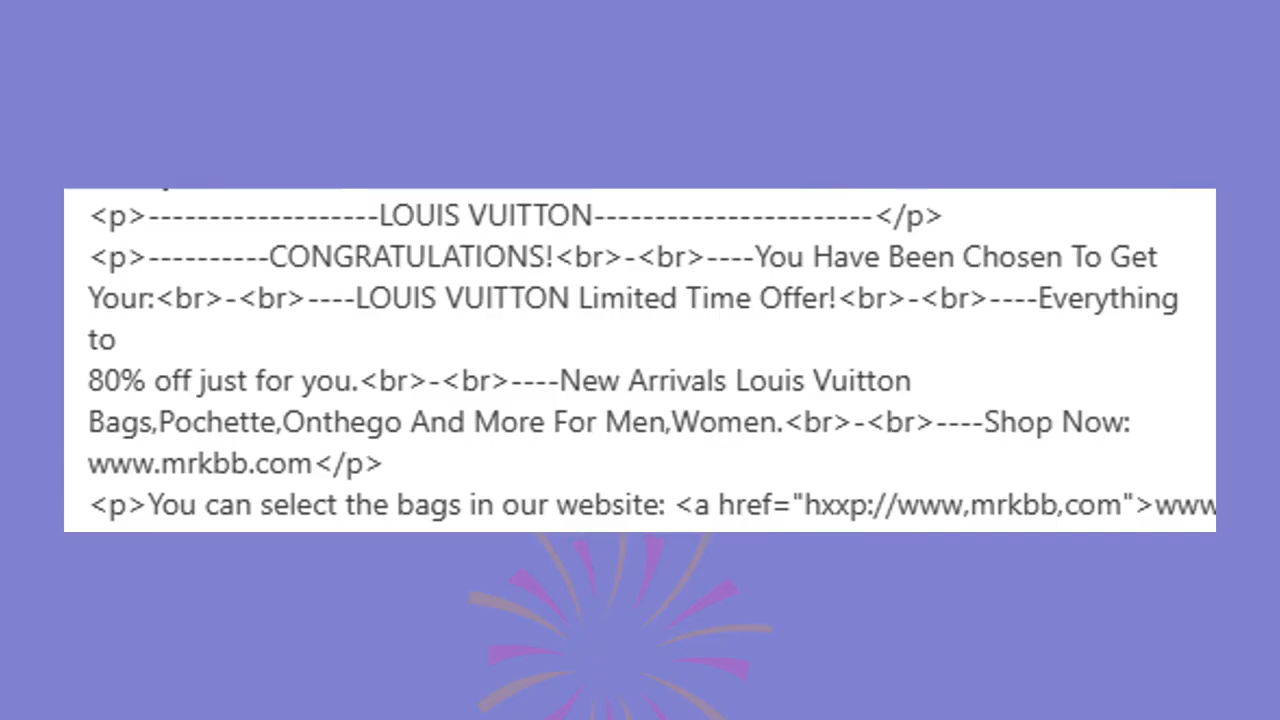 <p>-------------------LOUIS VUITTON-----------------------</p>
<p>----------CONGRATULATIONS!<br>-<br>----You Have Been Chosen To Get
Your:<br>-<br>----LOUIS VUITTON Limited Time Offer!<br>-<br>----Everything
to
80% off just for you.<br>-<br>----New Arrivals Louis Vuitton
Bags,Pochette,Onthego And More For Men,Women.<br>-<br>----Shop Now:
www.mrkbb.com</p>
<p>You can select the bags in our website: <a href="hxxp://www,mrkbb,com">www